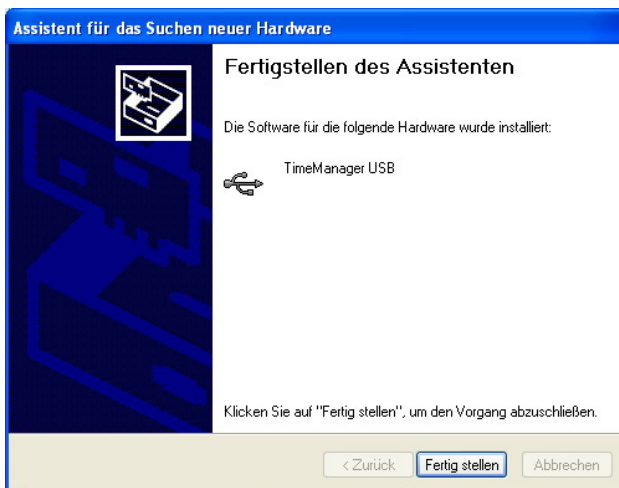 Assistent für das Suchen neuer Hardware
Fertigstellen des Assistenten
Die Software für die folgende Hardware wurde installiert:
TimeManager USB
Klicken Sie auf "Fertig stellen", um den Vorgang abzuschließen.
< Zurück Fertig stellen Abbrechen